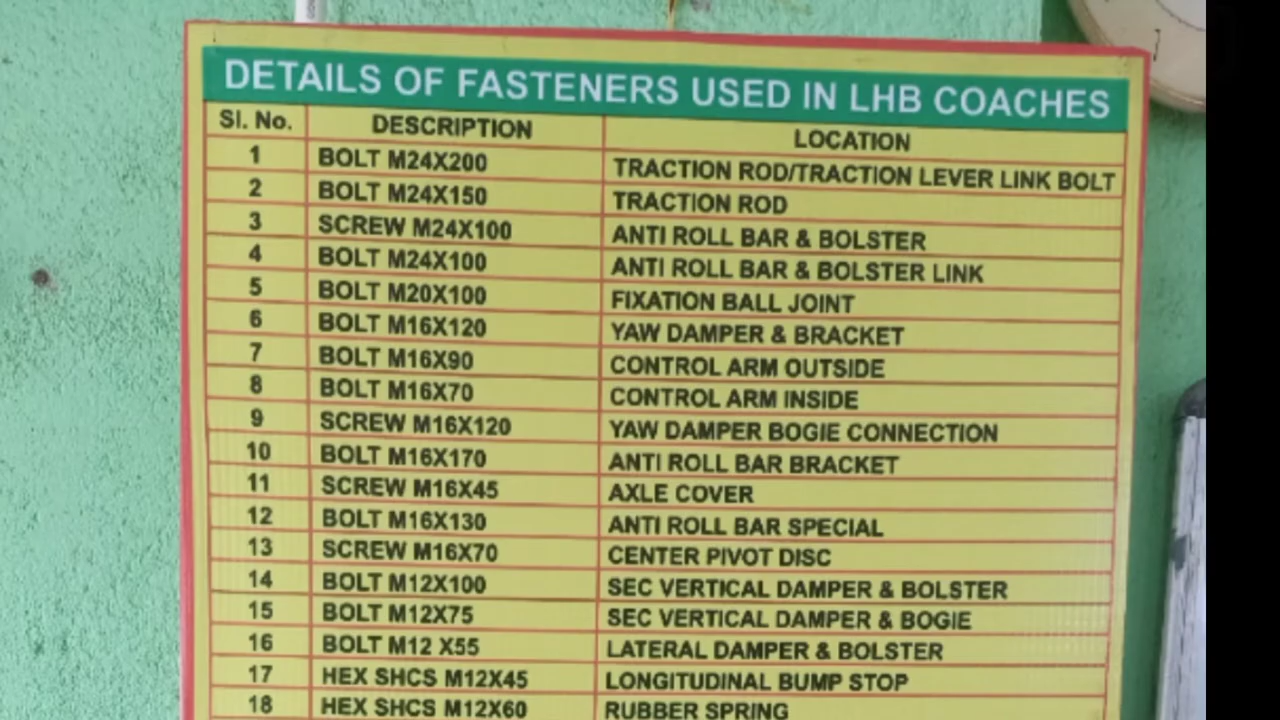 DETAILS OF FASTENERS USED IN LHB COACHES
Sl. No. DESCRIPTION LOCATION
1 BOLT M24X200 TRACTION ROD/TRACTION LEVER LINK BOLT
2 BOLT M24X150 TRACTION ROD
3 SCREW M24X100 ANTI ROLL BAR & BOLSTER
4 BOLT M24X100 ANTI ROLL BAR & BOLSTER LINK
5 BOLT M20X100 FIXATION BALL JOINT
6 BOLT M16X120 YAW DAMPER & BRACKET
7 BOLT M16X90 CONTROL ARM OUTSIDE
8 BOLT M16X70 CONTROL ARM INSIDE
9 SCREW M16X120 YAW DAMPER BOGIE CONNECTION
10 BOLT M16X170 ANTI ROLL BAR BRACKET
11 SCREW M16X45 AXLE COVER
12 BOLT M16X130 ANTI ROLL BAR SPECIAL
13 SCREW M16X70 CENTER PIVOT DISC
14 BOLT M12X100 SEC VERTICAL DAMPER & BOLSTER
15 BOLT M12X75 SEC VERTICAL DAMPER & BOGIE
16 BOLT M12 X55 LATERAL DAMPER & BOLSTER
17 HEX SHCS M12X45 LONGITUDINAL BUMP STOP
18 HEX SHCS M12X60 RUBBER SPRING